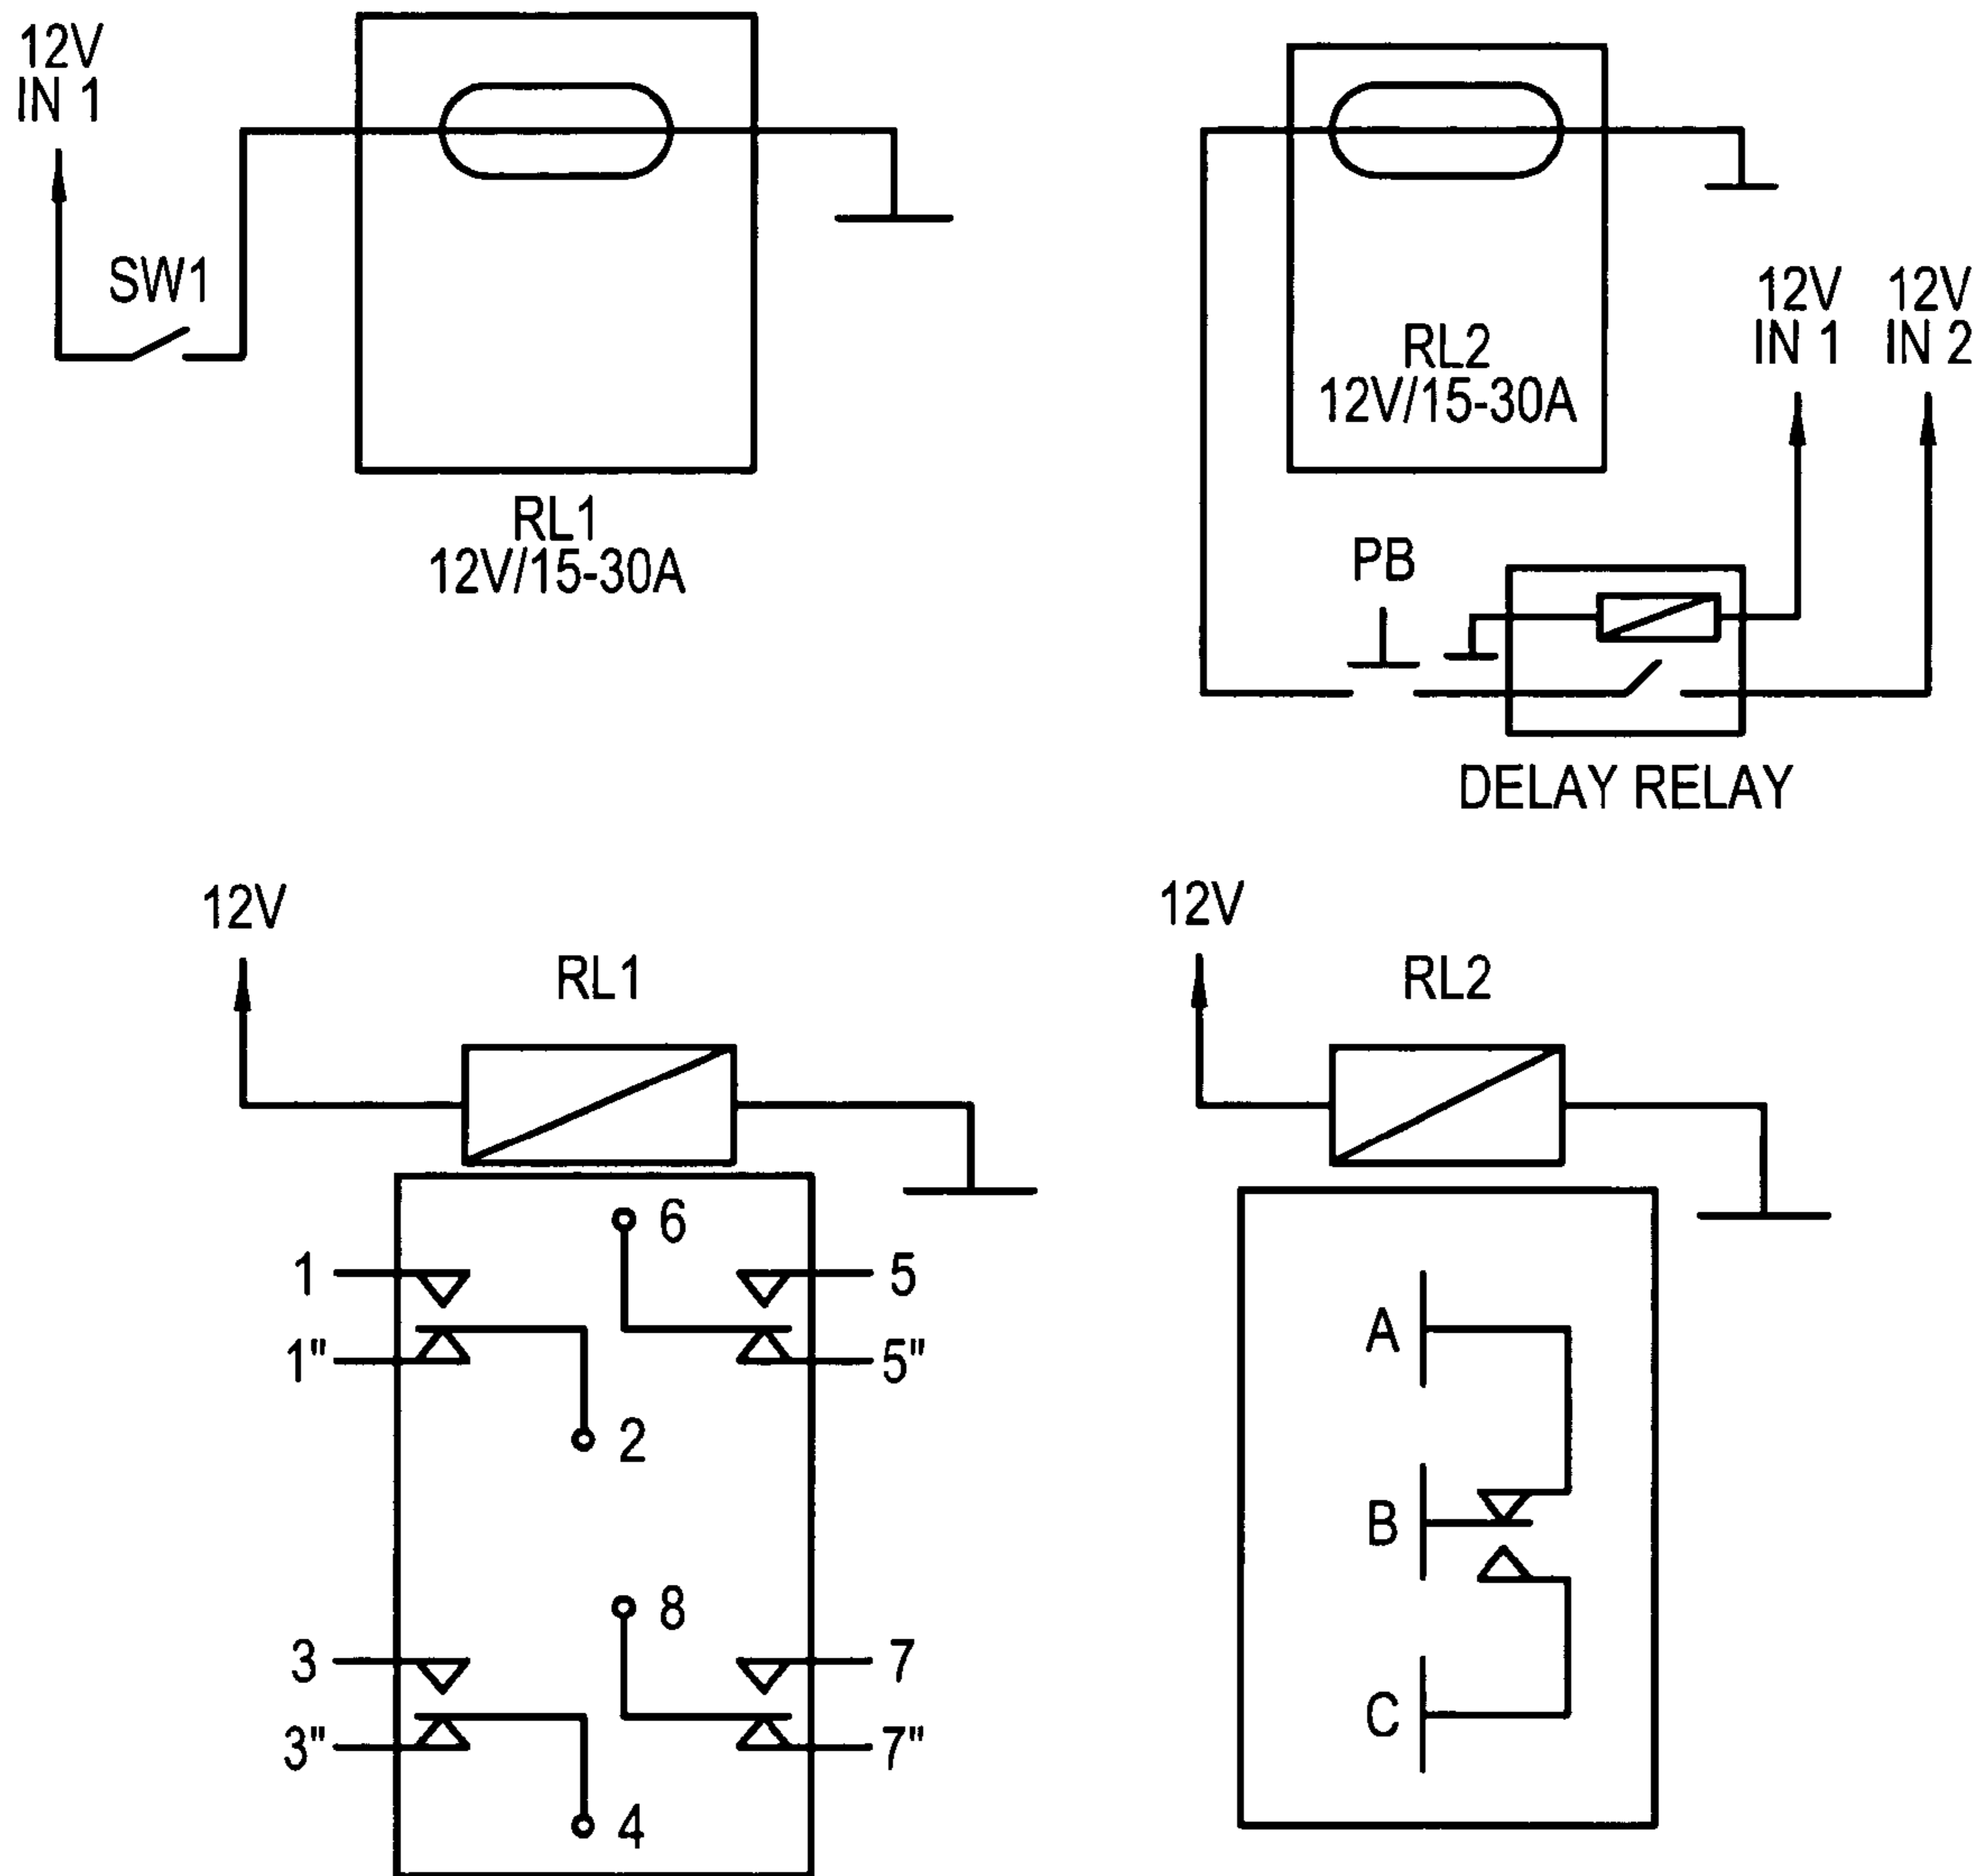 12V
IN 1
SW1
RL1
12V/15-30A
RL2
12V/15-30A
12V
IN 1
12V
IN 2
PB
DELAY RELAY
12V
RL1
6
1
5
1"
5"
2
8
3
7
3"
7"
4
12V
RL2
A
B
C